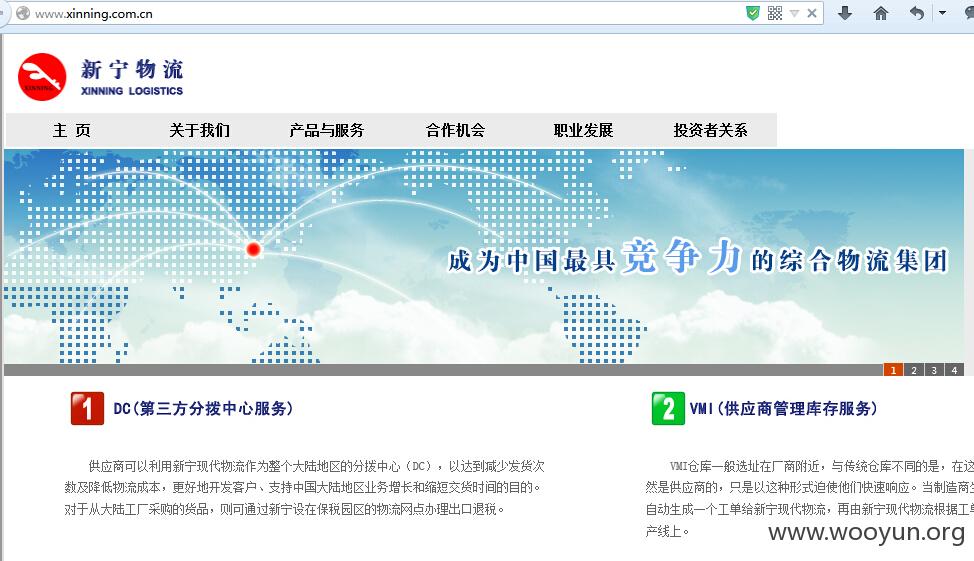 www.xinning.com.cn
新宁物流
XINNING LOGISTICS
XINNING
主 页 关于我们 产品与服务 合作机会 职业发展 投资者关系
成为中国最具竞争力的综合物流集团
1 2 3 4
1 DC(第三方分拨中心服务)
供应商可以利用新宁现代物流作为整个大陆地区的分拨中心（DC），以达到减少发货次
数及降低物流成本，更好地开发客户、支持中国大陆地区业务增长和缩短交货时间的目的。
对于从大陆工厂采购的货品，则可通过新宁设在保税园区的物流网点办理出口退税。
2 VMI(供应商管理库存服务)
VMI仓库一般选址在厂商附近，与传统仓库不同的是，在这
然是供应商的，只是以这种形式迫使他们快速响应。当制造商生
自动生成一个工单给新宁现代物流，再由新宁现代物流根据工单
产线上。
www.wooyun.org